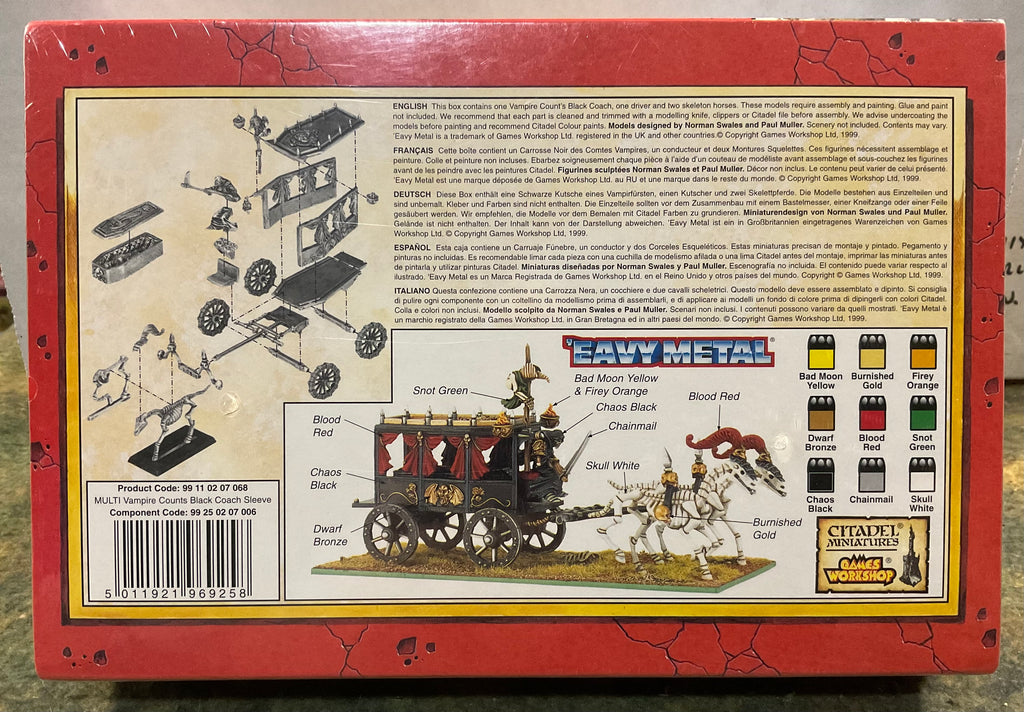 ENGLISH This box contains one Vampire Count's Black Coach, one driver and two skeleton horses. These models require assembly and painting. Glue and paint
not included. We recommend that each part is cleaned and trimmed with a modelling knife, clippers or Citadel file before assembly. We advise undercoating the
models before painting and recommend Citadel Colour paints. Models designed by Norman Swales and Paul Muller. Scenery not included. Contents may vary.
'Eavy Metal is a trademark of Games Workshop Ltd. registered in the UK and other countries © Copyright Games Workshop Ltd, 1999.
FRANÇAIS Cette boîte contient un Carrosse Noir des Comtes Vampires, un conducteur et deux Montures Squelettes. Ces figurines nécessitent assemblage et
peinture. Colle et peinture non incluses. Ebarbez soigneusement chaque pièce à l'aide d'un couteau de modéliste avant assemblage et sous-couchez les figurines
avant de les peindre avec les peintures Citadel. Figurines sculptées Norman Swales et Paul Muller. Décor non inclus. Le contenu peut varier de celui présenté.
'Eavy Metal est une marque déposée de Games Workshop Ltd. au RU et une marque dans le reste du monde. © Copyright Games Workshop Ltd, 1999.
DEUTSCH Diese Box enthält eine Schwarze Kutsche eines Vampirfürsten, einen Kutscher und zwei Skelettpferde. Die Modelle bestehen aus Einzelteilen und
sind unbemalt. Kleber und Farben sind nicht enthalten. Die Einzelteile sollten vor dem Zusammenbau mit einem Bastelmesser, einer Kneifzange oder einer Feile
gesäubert werden. Wir empfehlen, die Modelle vor dem Bemalen mit Citadel Farben zu grundieren. Miniaturendesign von Norman Swales und Paul Muller.
Gelände ist nicht enthalten. Der Inhalt kann von der Darstellung abweichen. 'Eavy Metal ist ein in Großbritannien eingetragenes Warenzeichen von Games
Workshop Ltd. © Copyright Games Workshop Ltd, 1999.
ESPAÑOL Esta caja contiene un Carruaje Fúnebre, un conductor y dos Corceles Esqueléticos. Estas miniaturas precisan de montaje y pintado. Pegamento y
pinturas no incluidas. Es recomendable limar cada pieza con una cuchilla de modelismo afilada o una lima Citadel antes del montaje, imprimar las miniaturas antes
de pintarla y utilizar pinturas Citadel. Miniaturas diseñadas por Norman Swales y Paul Muller. Escenografía no incluida. El contenido puede variar respecto al
ilustrado. 'Eavy Metal es una Marca Registrada de Games Workshop Ltd. en el Reino Unido y otros países del mundo. Copyright © Copyright Games Workshop Ltd, 1999.
ITALIANO Questa confezione contiene una Carrozza Nera, un cocchiere e due cavalli scheletrici. Questo modello deve essere assemblato e dipinto. Si consiglia
di pulire ogni componente con un coltellino da modellismo prima di assemblarli, e di applicare ai modelli un fondo di colore prima di dipingerli con colori Citadel.
Colla e colori non inclusi. Modello scolpito da Norman Swales e Paul Muller. Scenari non inclusi. I contenuti possono variare da quelli mostrati. 'Eavy Metal è
un marchio registrato della Games Workshop Ltd, in Gran Bretagna ed in altri paesi del mondo. © Copyright Games Workshop Ltd, 1999.
'EAVY METAL
Snot Green
Bad Moon Yellow
& Firey Orange
Chaos Black
Chainmail
Blood Red
Blood
Red
Skull White
Chaos
Black
Dwarf
Bronze
Burnished
Gold
Bad Moon
Yellow
Burnished
Gold
Firey
Orange
Dwarf
Bronze
Blood
Red
Snot
Green
Chaos
Black
Chainmail
Skull
White
CITADEL
MINIATURES
GAMES
WORKSHOP
Product Code: 99 11 02 07 068
MULTI Vampire Counts Black Coach Sleeve
Component Code: 99 25 02 07 006
5 011921 969258